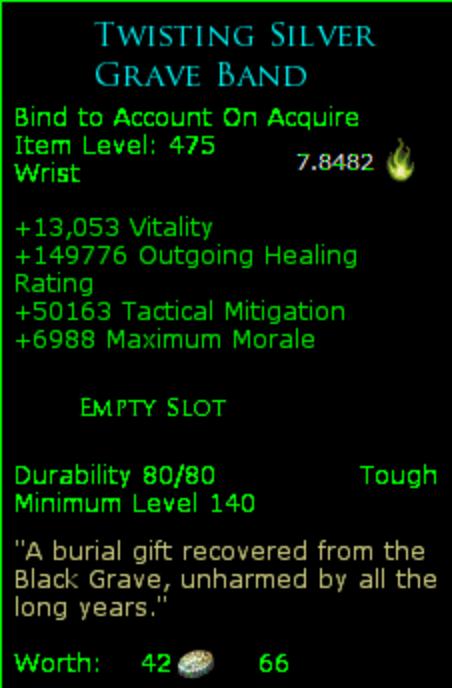 Twisting Silver
Grave Band
Bind to Account On Acquire
Item Level: 475
7.8482
Wrist
+13,053 Vitality
+149776 Outgoing Healing
Rating
+50163 Tactical Mitigation
+6988 Maximum Morale
Empty Slot
Durability 80/80 Tough
Minimum Level 140
"A burial gift recovered from the
Black Grave, unharmed by all the
long years."
Worth: 42 66